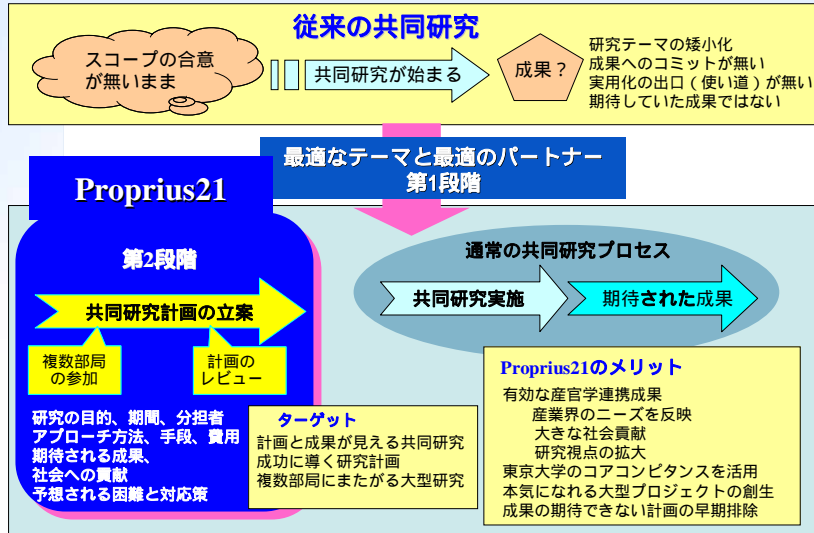 従来の共同研究
スコープの合意
が無いまま
共同研究が始まる
成果？
研究テーマの矮小化
成果へのコミットが無い
実用化の出口（使い道）が無い
期待していた成果ではない
最適なテーマと最適のパートナー
第1段階
Proprius21
第2段階
共同研究計画の立案
複数部局
の参加
計画の
レビュー
研究の目的、期間、分担者
アプローチ方法、手段、費用
期待される成果、
社会への貢献
予想される困難と対応策
ターゲット
計画と成果が見える共同研究
成功に導く研究計画
複数部局にまたがる大型研究
通常の共同研究プロセス
共同研究実施
期待された成果
Proprius21のメリット
有効な産官学連携成果
産業界のニーズを反映
大きな社会貢献
研究視点の拡大
東京大学のコアコンピタンスを活用
本気になれる大型プロジェクトの創生
成果の期待できない計画の早期排除